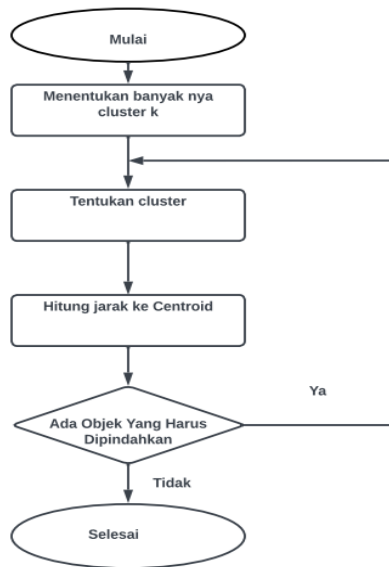 Mulai
Menentukan banyak nya
cluster k
Tentukan cluster
Hitung jarak ke Centroid
Ya
Ada Objek Yang Harus
Dipindahkan
Tidak
Selesai